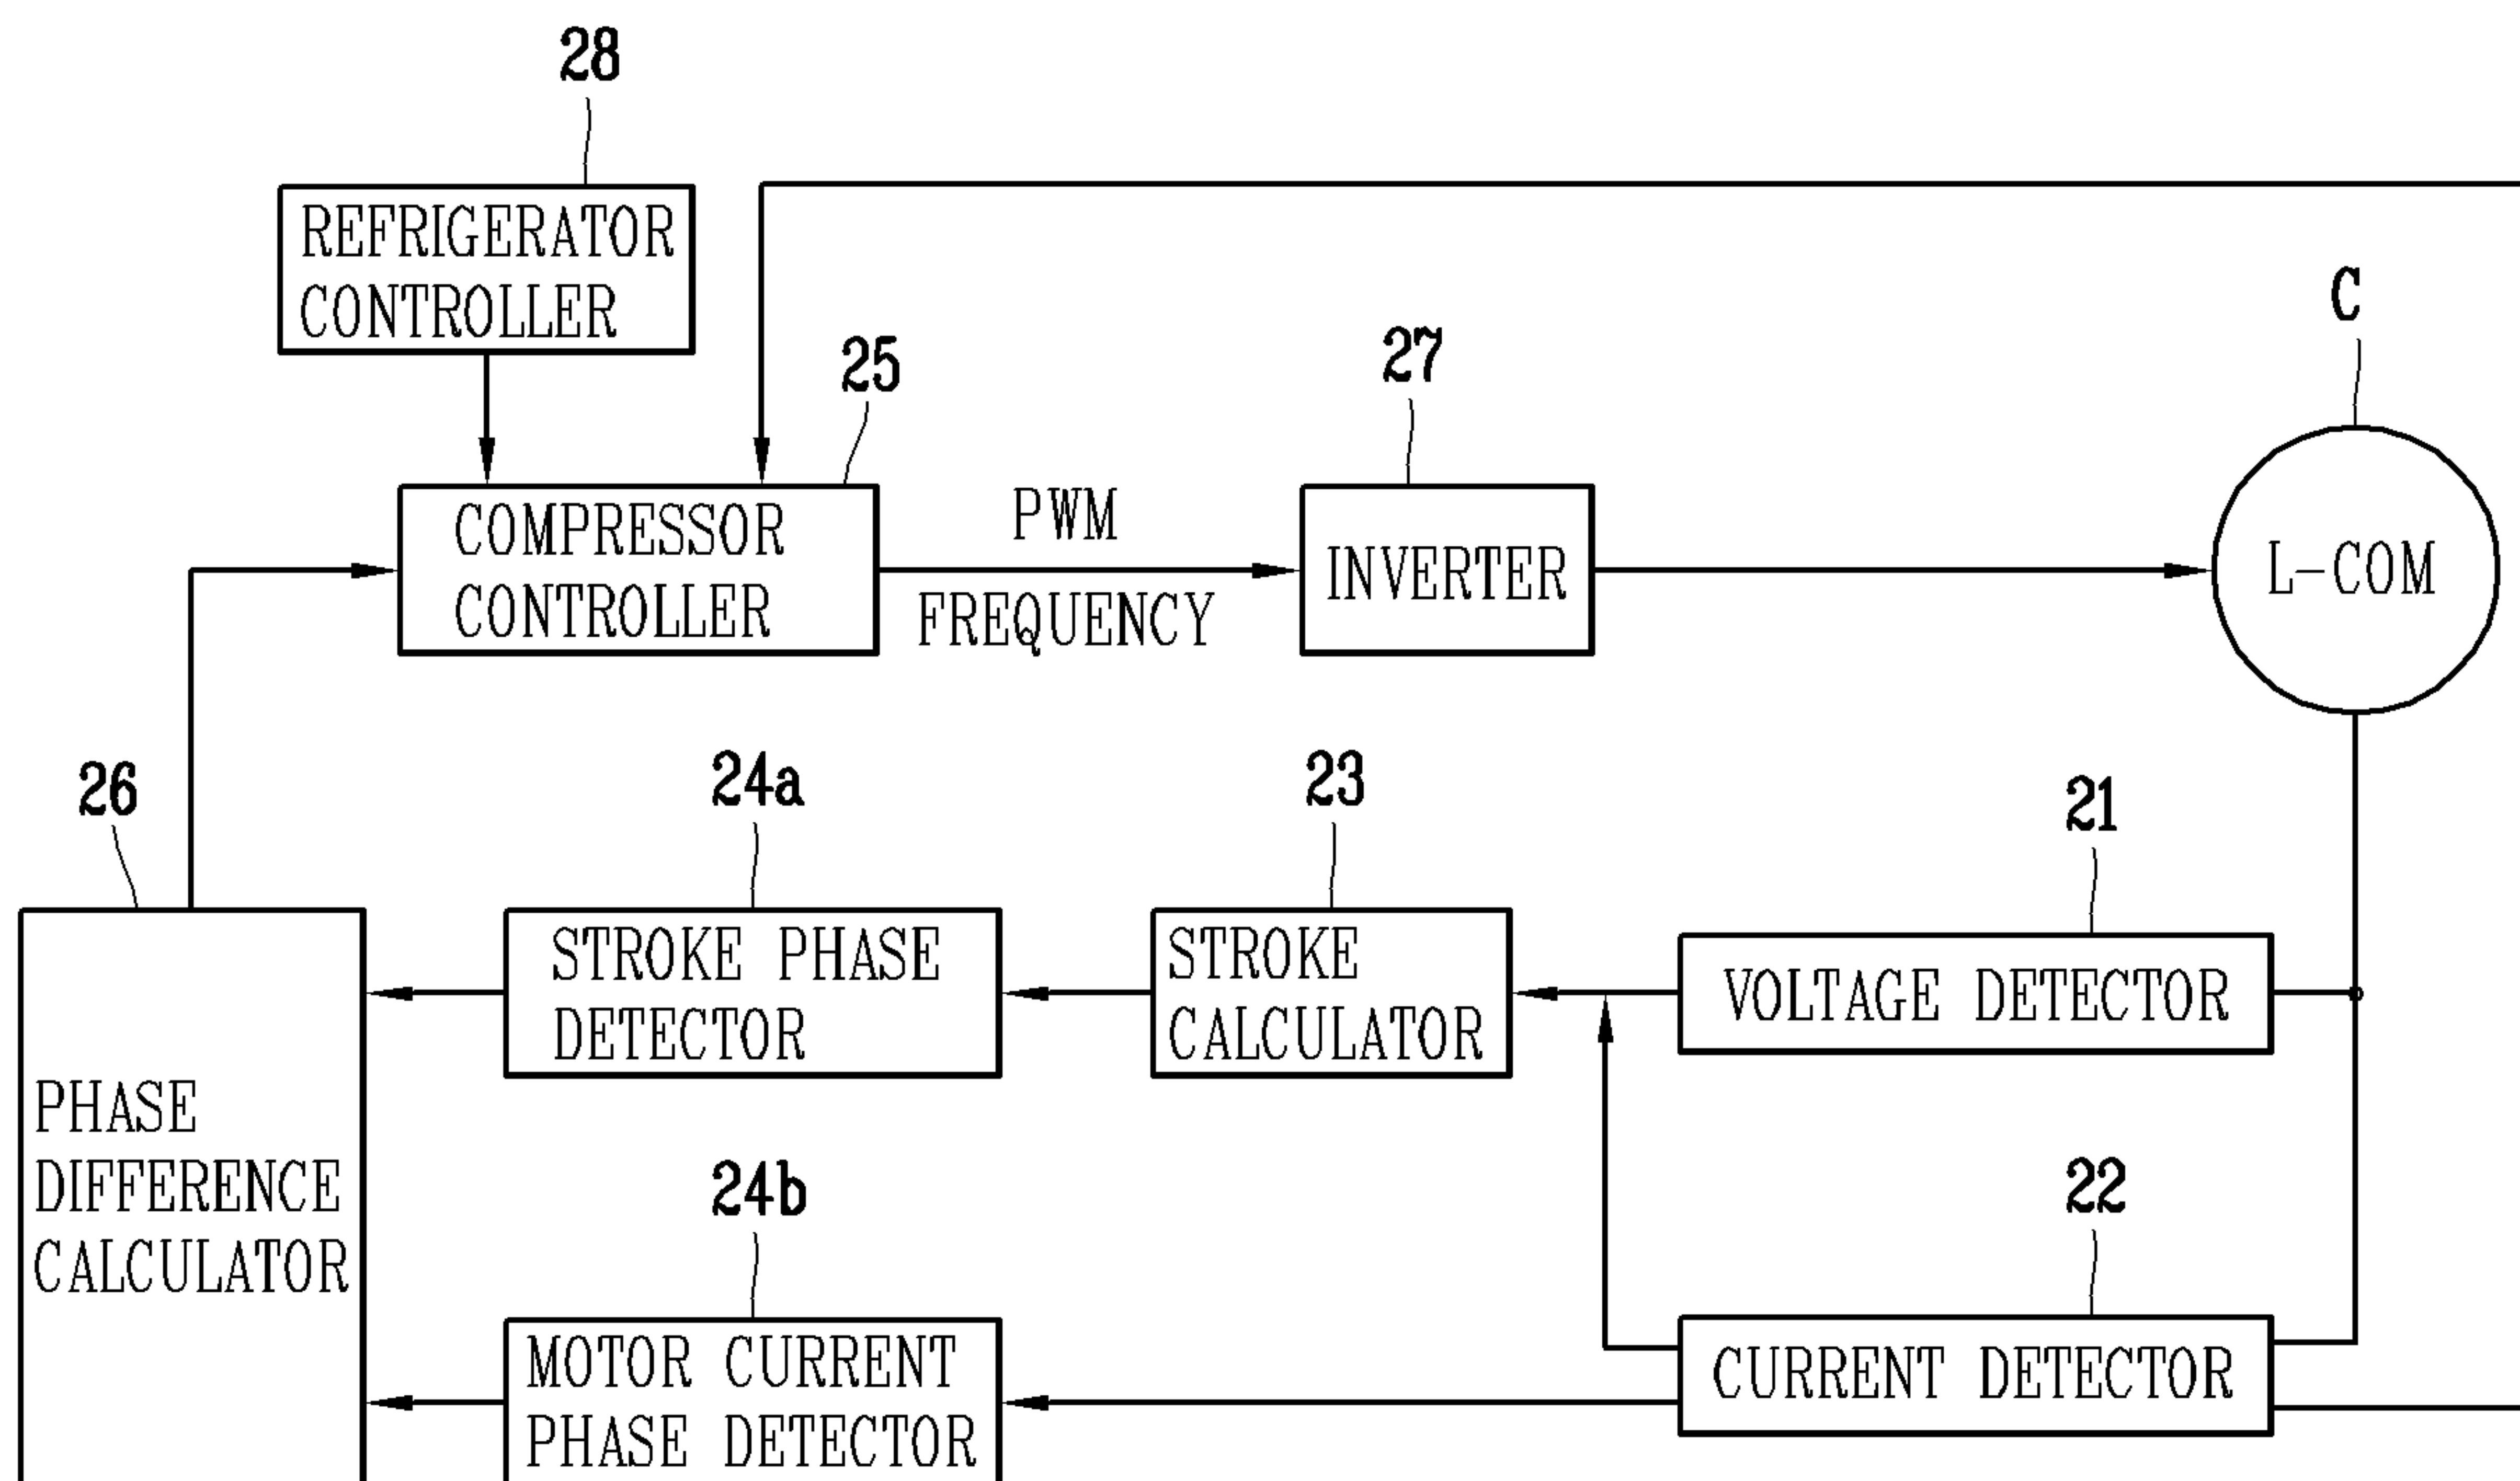 28
REFRIGERATOR
CONTROLLER
25
27
C
COMPRESSOR
CONTROLLER
PWM
FREQUENCY
INVERTER
L-COM
26
24a
23
21
STROKE PHASE
DETECTOR
STROKE
CALCULATOR
VOLTAGE DETECTOR
PHASE
DIFFERENCE
CALCULATOR
24b
22
MOTOR CURRENT
PHASE DETECTOR
CURRENT DETECTOR